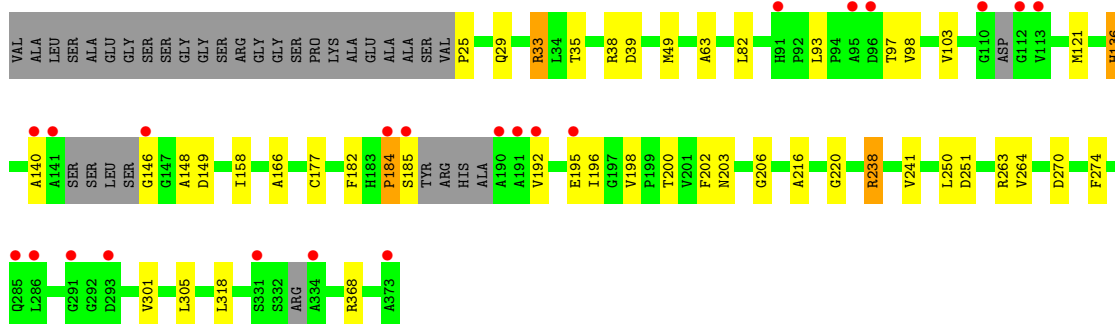 VAL ALA LEU SER ALA GLU GLY GLY SER SER GLY GLY SER ARG GLY GLY SER PRO LYS ALA GLU ALA ALA SER VAL P25 Q29 R33 L34 T35 R38 D39 M49 A63 L82 H91 P92 L93 P94 A95 D96 T97 V98 V103 G110 ASP G112 V113 M121 H136
A140 A141 SER SER LEU SER G146 G147 A148 D149 I158 A166 C177 F182 H183 P184 S185 TYR ARG HIS ALA A190 A191 V192 E195 I196 G197 V198 P199 T200 V201 F202 N203 G206 A216 G220 R238 V241 L250 D251 R263 V264 D270 F274
Q285 L286 G291 G292 D293 V301 L305 L318 S331 S332 ARG A334 R368 A373